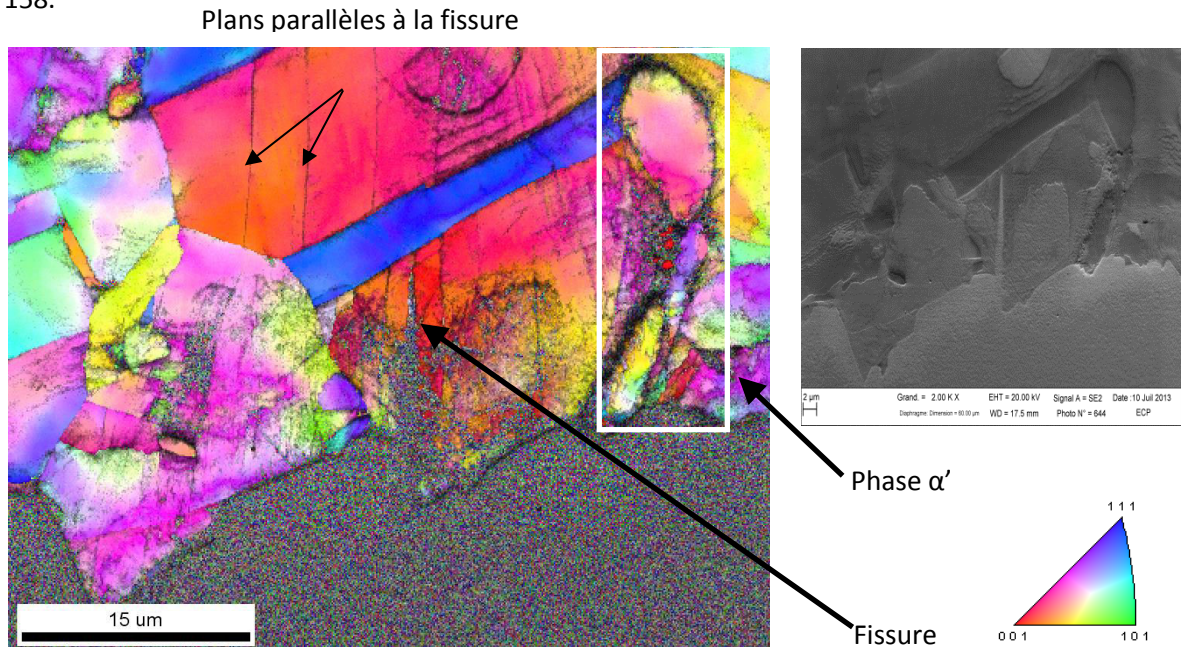 158.
Plans parallèles à la fissure
15 um
2 µm
Grand. = 2.00 K X EHT = 20.00 kV Signal A = SE2 Date :10 Juil 2013
Diaphragme: Dimension = 60.00 µm WD = 17.5 mm Photo N° = 644 ECP
Phase α’
Fissure
1 1 1
0 0 1
1 0 1